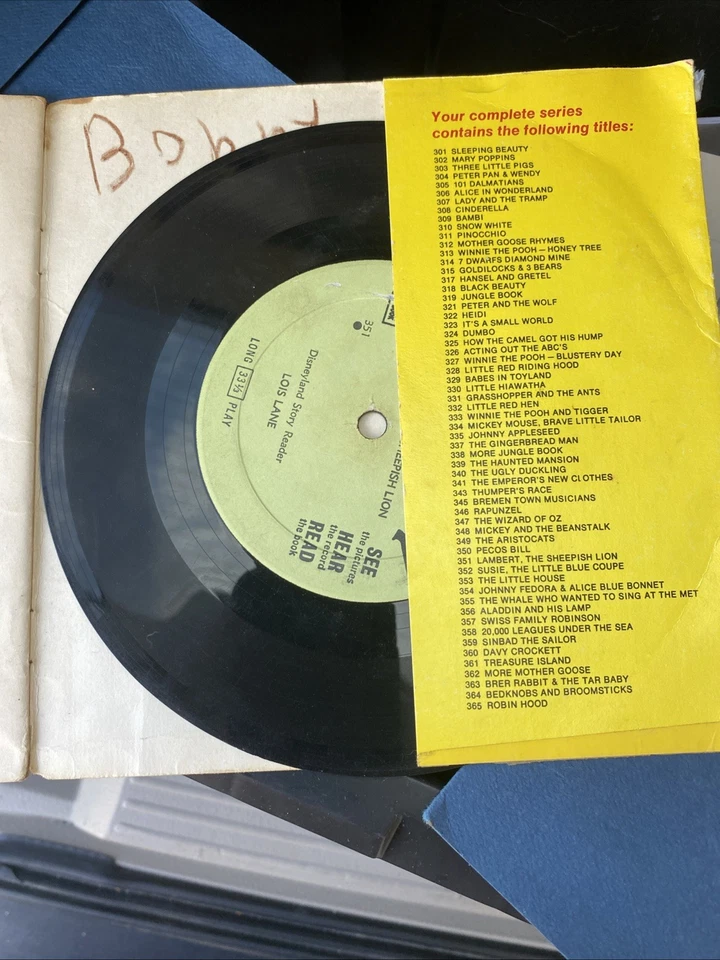 Your complete series
contains the following titles:
301 SLEEPING BEAUTY
302 MARY POPPINS
303 THREE LITTLE PIGS
304 PETER PAN & WENDY
305 101 DALMATIANS
306 ALICE IN WONDERLAND
307 LADY AND THE TRAMP
308 CINDERELLA
309 BAMBI
310 SNOW WHITE
311 PINOCCHIO
312 MOTHER GOOSE RHYMES
313 WINNIE THE POOH — HONEY TREE
314 7 DWARFS DIAMOND MINE
315 GOLDILOCKS & 3 BEARS
317 HANSEL AND GRETEL
318 BLACK BEAUTY
319 JUNGLE BOOK
321 PETER AND THE WOLF
322 HEIDI
323 IT'S A SMALL WORLD
324 DUMBO
325 HOW THE CAMEL GOT HIS HUMP
326 ACTING OUT THE ABC'S
327 WINNIE THE POOH — BLUSTERY DAY
328 LITTLE RED RIDING HOOD
329 BABES IN TOYLAND
330 LITTLE HIAWATHA
331 GRASSHOPPER AND THE ANTS
332 LITTLE RED HEN
333 WINNIE THE POOH AND TIGGER
334 MICKEY MOUSE, BRAVE LITTLE TAILOR
335 JOHNNY APPLESEED
337 THE GINGERBREAD MAN
338 MORE JUNGLE BOOK
339 THE HAUNTED MANSION
340 THE UGLY DUCKLING
341 THE EMPEROR'S NEW CLOTHES
343 THUMPER'S RACE
345 BREMEN TOWN MUSICIANS
346 RAPUNZEL
347 THE WIZARD OF OZ
348 MICKEY AND THE BEANSTALK
349 THE ARISTOCATS
350 PECOS BILL
351 LAMBERT, THE SHEEPISH LION
352 SUSIE, THE LITTLE BLUE COUPE
353 THE LITTLE HOUSE
354 JOHNNY FEDORA & ALICE BLUE BONNET
355 THE WHALE WHO WANTED TO SING AT THE MET
356 ALADDIN AND HIS LAMP
357 SWISS FAMILY ROBINSON
358 20,000 LEAGUES UNDER THE SEA
359 SINBAD THE SAILOR
360 DAVY CROCKETT
361 TREASURE ISLAND
362 MORE MOTHER GOOSE
363 BRER RABBIT & THE TAR BABY
364 BEDKNOBS AND BROOMSTICKS
365 ROBIN HOOD
351
LION
Disneyland Story Reader
LOIS LANE
LONG 33⅓ PLAY
SEE
the pictures
HEAR
the record
READ
the book